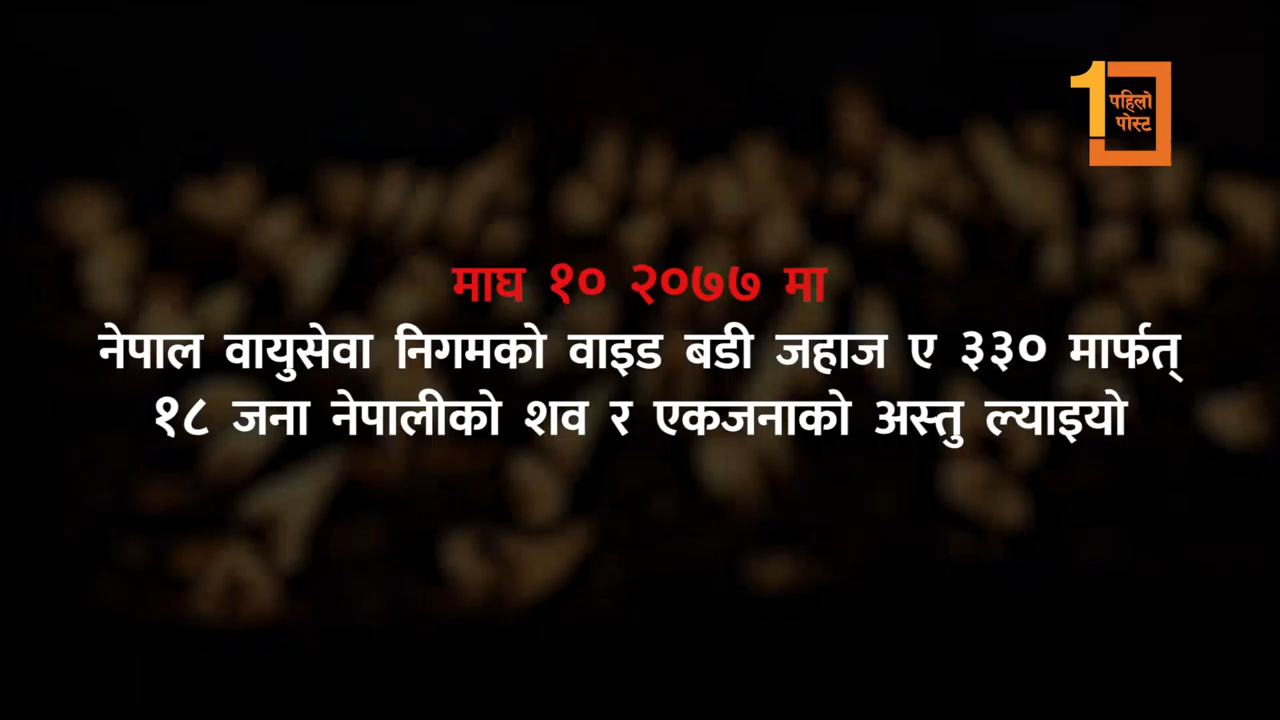 पहिलो
पोस्ट
माघ १० २०७७ मा
नेपाल वायुसेवा निगमको वाइड बडी जहाज ए ३३० मार्फत्
१८ जना नेपालीको शव र एकजनाको अस्तु ल्याइयो